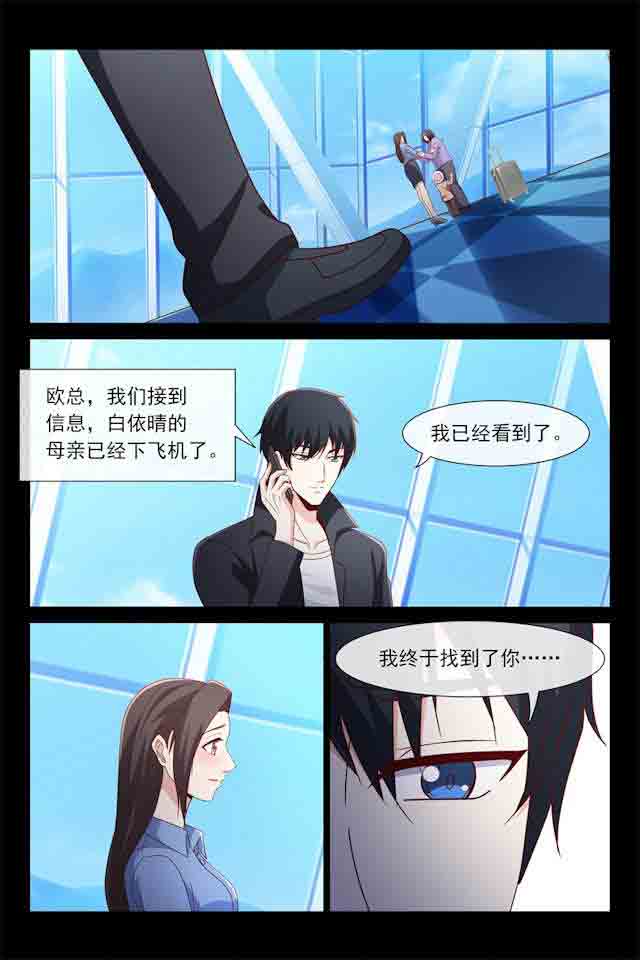 欧总，我们接到
信息，白依晴的
母亲已经下飞机了。
我已经看到了。
我终于找到了你……